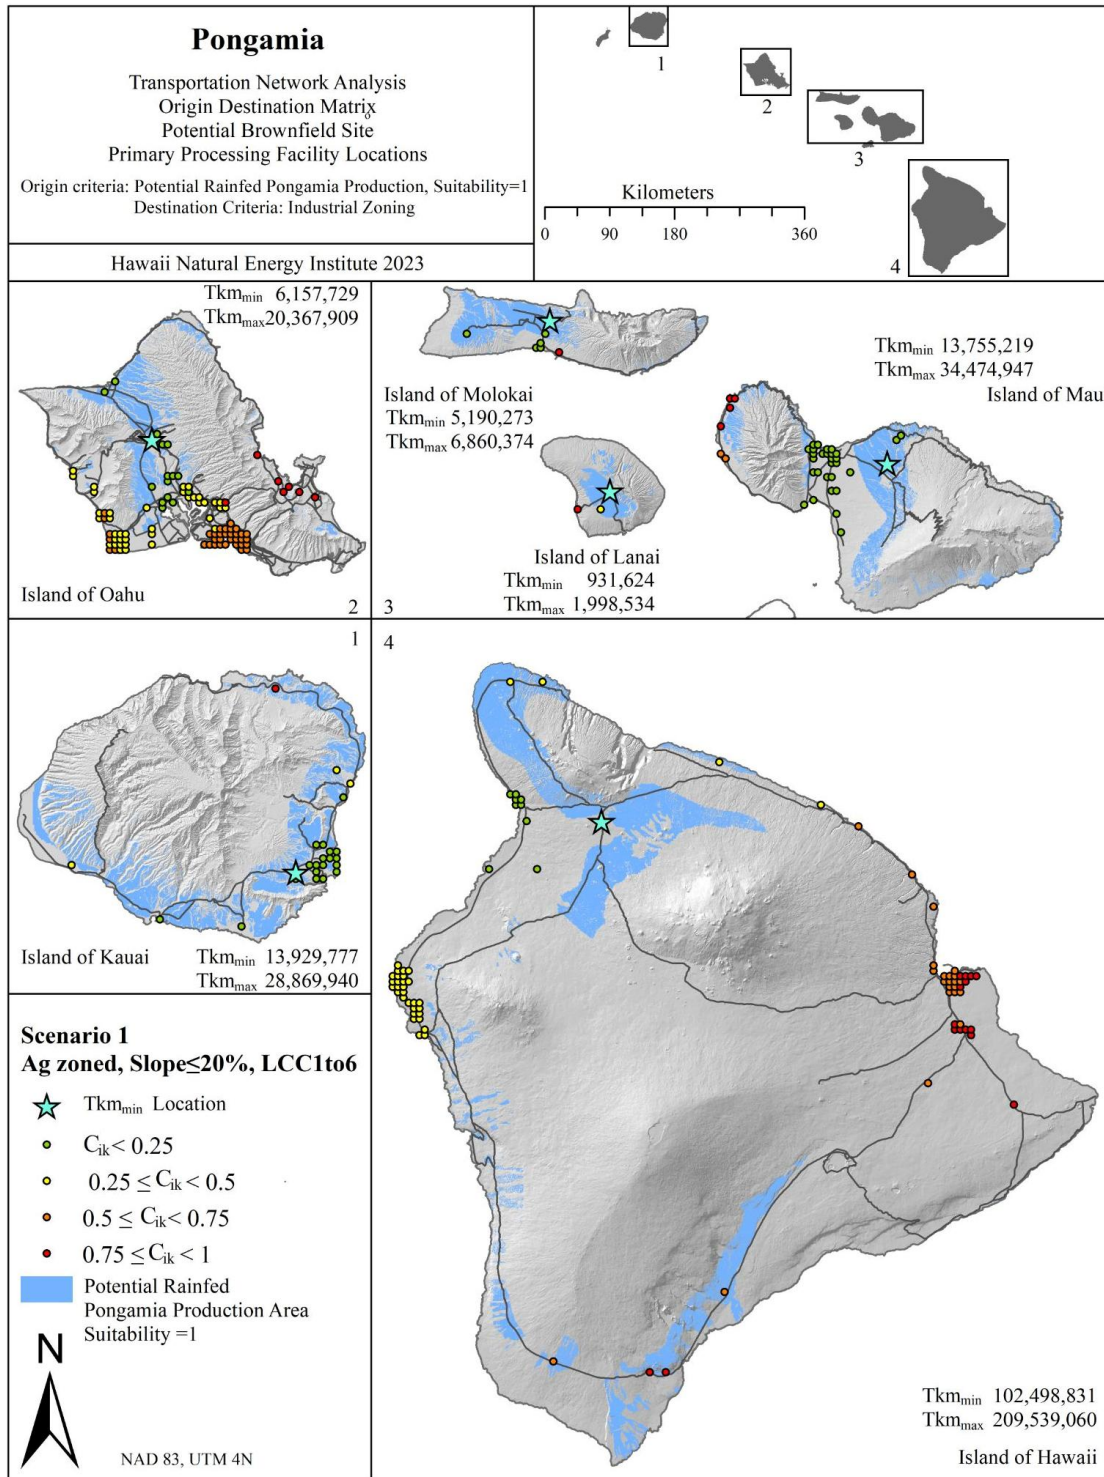 Pongamia
Transportation Network Analysis
Origin Destination Matrix
Potential Brownfield Site
Primary Processing Facility Locations
Origin criteria: Potential Rainfed Pongamia Production, Suitability=1
Destination Criteria: Industrial Zoning
Hawaii Natural Energy Institute 2023
1
2
3
4
Kilometers
0 90 180 360
Tkmmin 6,157,729
Tkmmax 20,367,909
Island of Oahu
2
Island of Molokai
Tkmmin 5,190,273
Tkmmax 6,860,374
Island of Lanai
Tkmmin 931,624
Tkmmax 1,998,534
Tkmmin 13,755,219
Tkmmax 34,474,947
Island of Mau
3
1
Island of Kauai
Tkmmin 13,929,777
Tkmmax 28,869,940
4
Tkmmin 102,498,831
Tkmmax 209,539,060
Island of Hawaii
Scenario 1
Ag zoned, Slope≤20%, LCC1to6
Tkmmin Location
Cik < 0.25
0.25 ≤ Cik < 0.5
0.5 ≤ Cik < 0.75
0.75 ≤ Cik < 1
Potential Rainfed
Pongamia Production Area
Suitability =1
N
NAD 83, UTM 4N